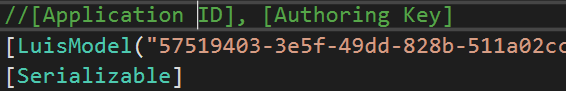 //[Application ID], [Authoring Key]
[LuisModel("57519403-3e5f-49dd-828b-511a02cc
[Serializable]